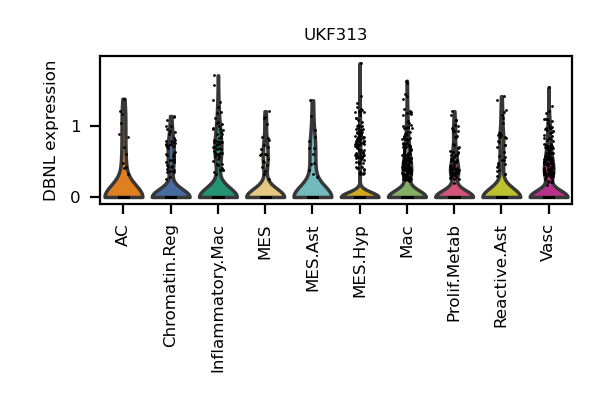 UKF313
DBNL expression
1
0
AC
Chromatin.Reg
Inflammatory.Mac
MES
MES.Ast
MES.Hyp
Mac
Prolif.Metab
Reactive.Ast
Vasc